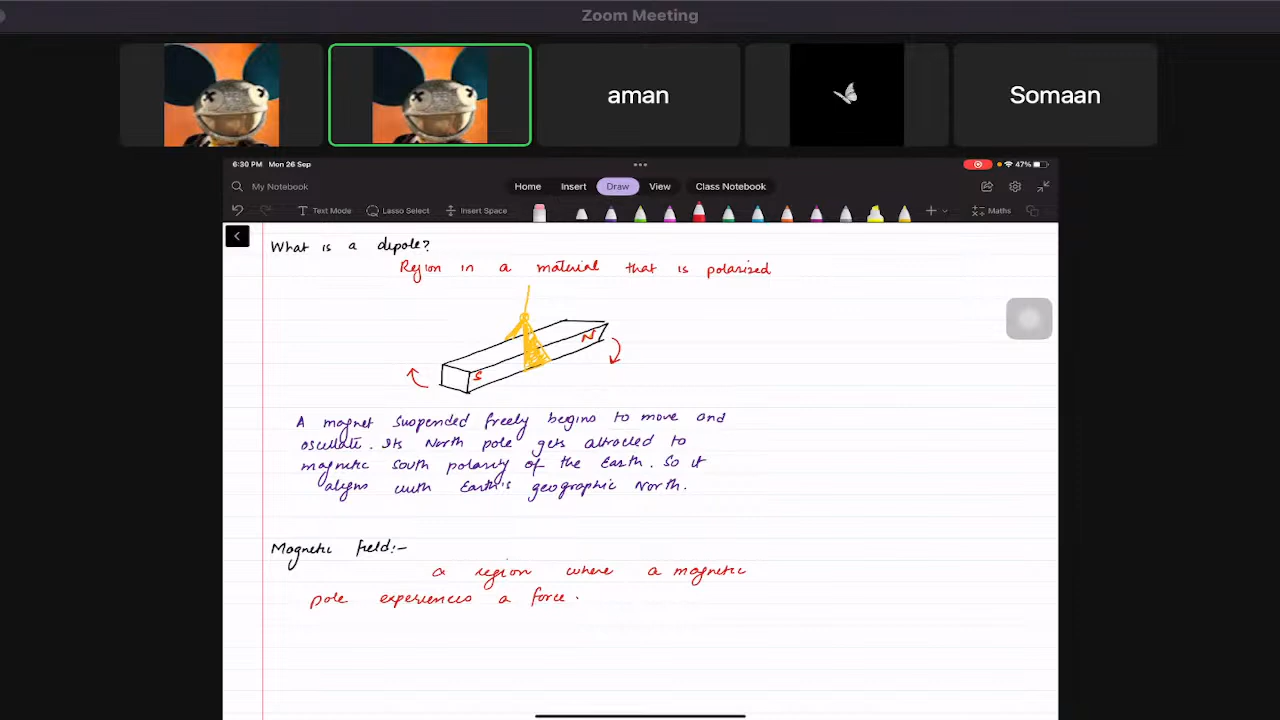 Zoom Meeting
aman
Somaan
6:30 PM Mon 26 Sep
47%
My Notebook
Home Insert Draw View Class Notebook
Text Mode Lasso Select Insert Space Maths
What is a dipole?
Region in a material that is polarized
N
S
A magnet suspended freely begins to move and
oscillate. Its North pole gets attracted to
magnetic south polarity of the Earth. So it
aligns with Earth's geographic North.
Magnetic field:-
a region where a magnetic
pole experiences a force.